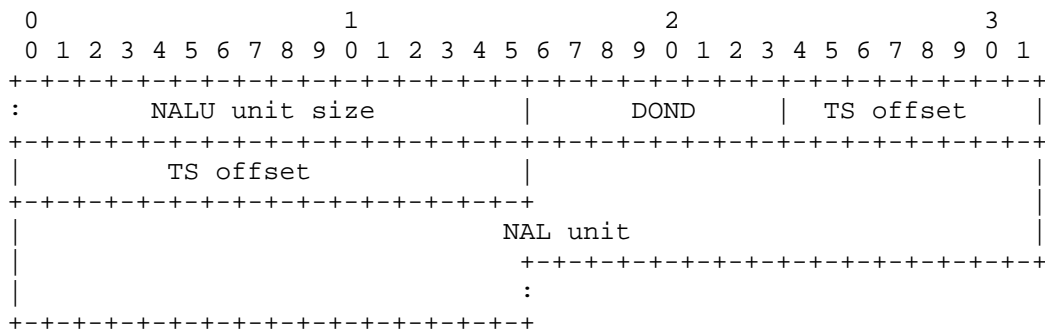 0                   1                   2                   3
 0 1 2 3 4 5 6 7 8 9 0 1 2 3 4 5 6 7 8 9 0 1 2 3 4 5 6 7 8 9 0 1
+-+-+-+-+-+-+-+-+-+-+-+-+-+-+-+-+-+-+-+-+-+-+-+-+-+-+-+-+-+-+-+-+
:        NALU unit size         |      DOND     |  TS offset    |
+-+-+-+-+-+-+-+-+-+-+-+-+-+-+-+-+-+-+-+-+-+-+-+-+-+-+-+-+-+-+-+-+
|         TS offset             |                               |
+-+-+-+-+-+-+-+-+-+-+-+-+-+-+-+-+                               |
|                              NAL unit                         |
|                               +-+-+-+-+-+-+-+-+-+-+-+-+-+-+-+-+
|                               :
+-+-+-+-+-+-+-+-+-+-+-+-+-+-+-+-+